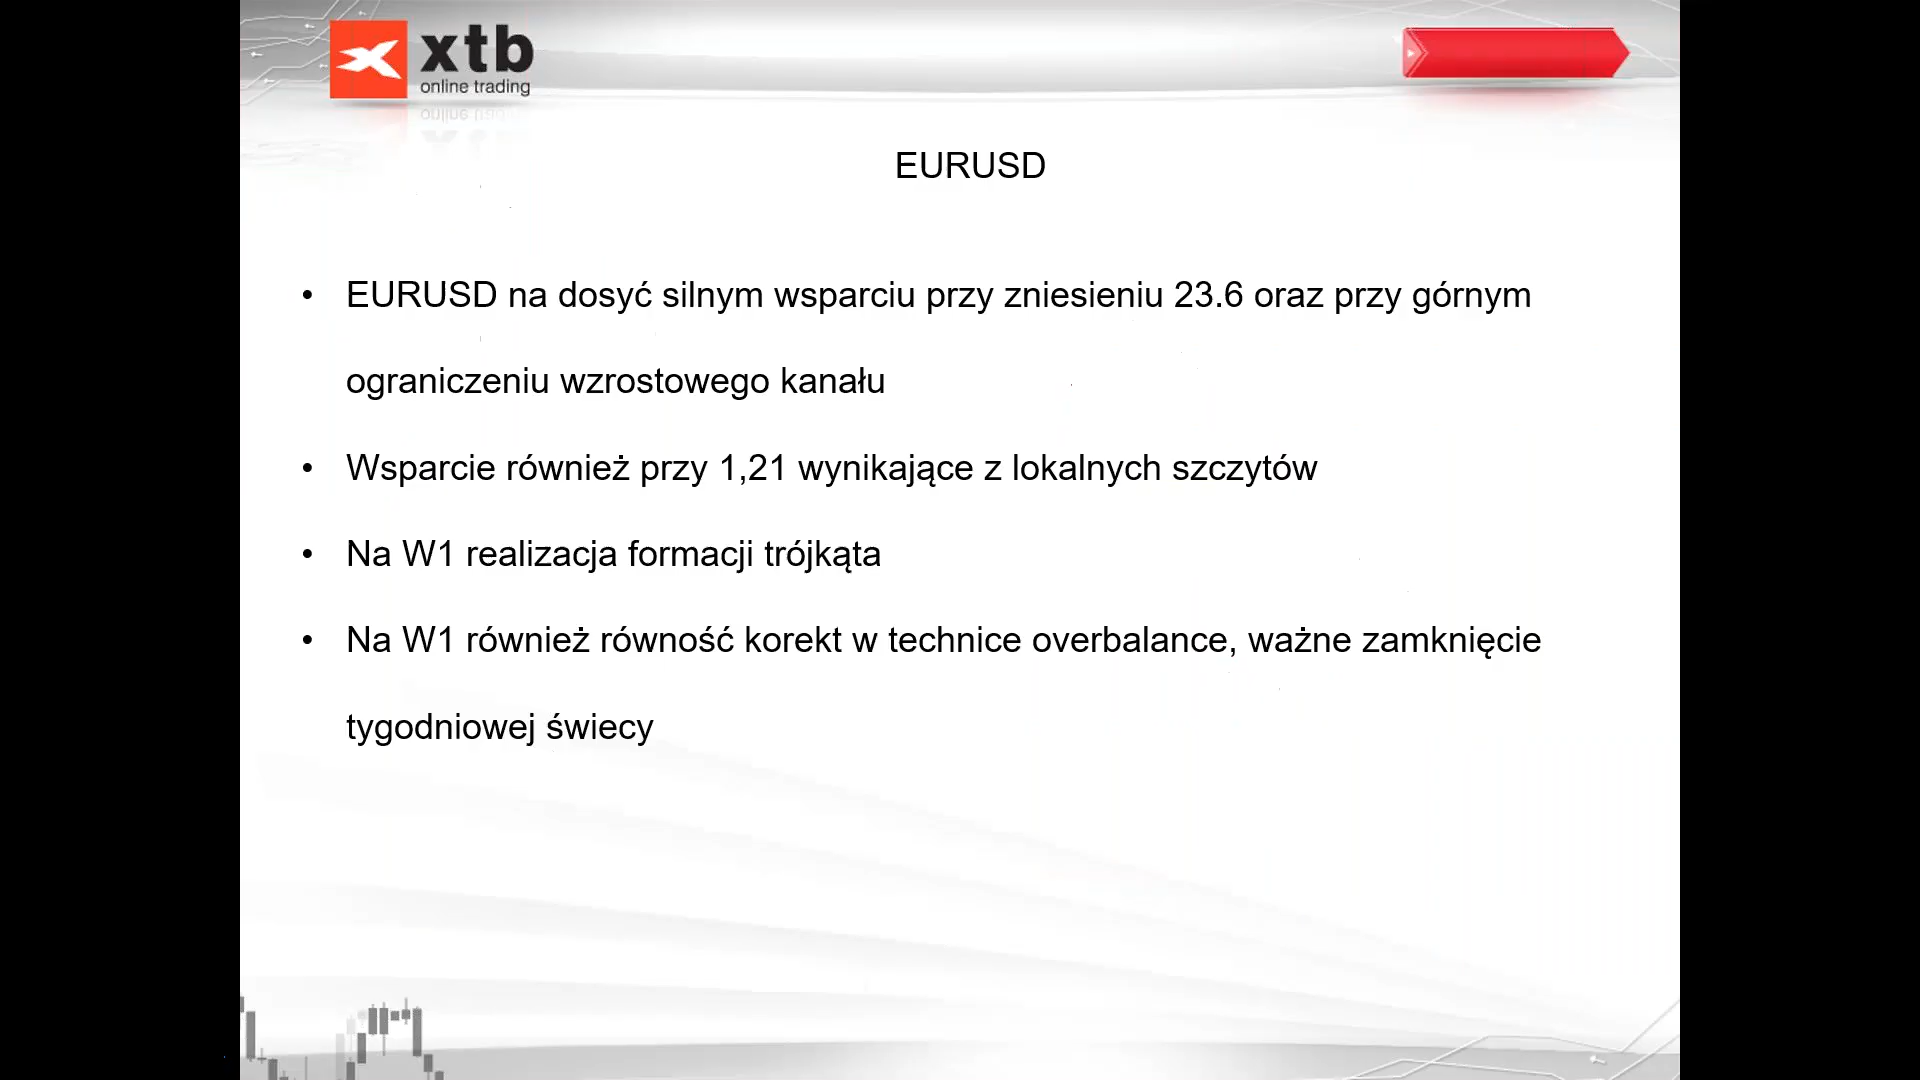 xtb
online trading
EURUSD
• EURUSD na dosyć silnym wsparciu przy zniesieniu 23.6 oraz przy górnym
ograniczeniu wzrostowego kanału
• Wsparcie również przy 1,21 wynikające z lokalnych szczytów
• Na W1 realizacja formacji trójkąta
• Na W1 również równość korekt w technice overbalance, ważne zamknięcie
tygodniowej świecy